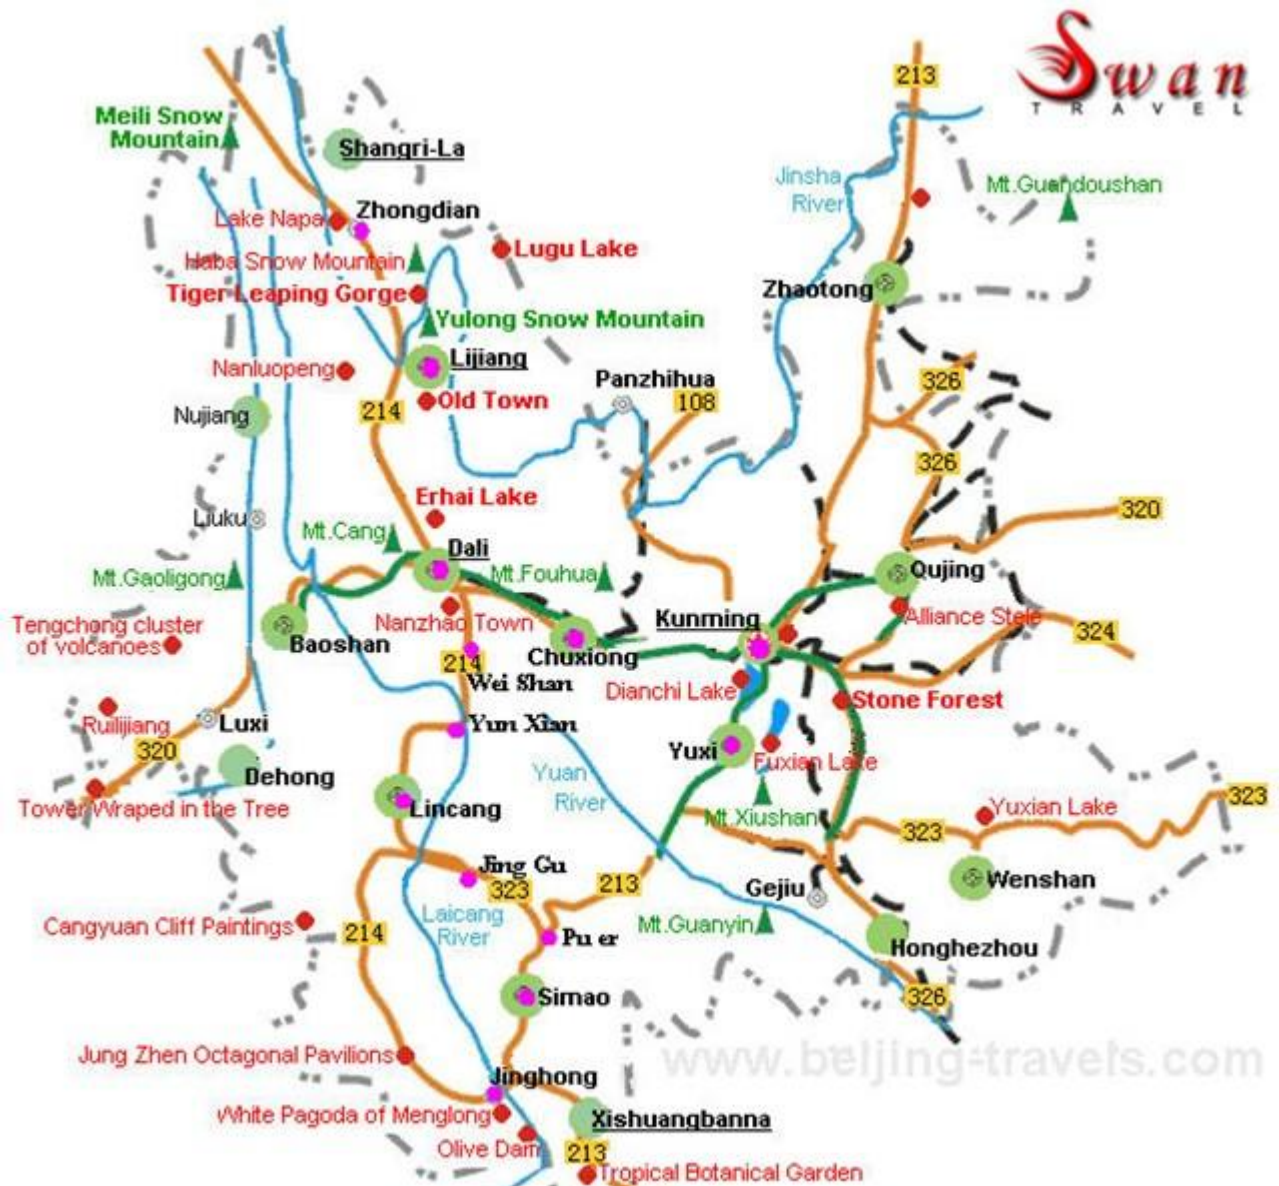 Swan
TRAVEL
213
Meili Snow
Mountain
Shangri-La
Jinsha
River
Mt.Guandoushan
Lake Napa
Zhongdian
Lugu Lake
Haba Snow Mountain
Tiger Leaping Gorge
Zhaotong
Yulong Snow Mountain
Lijiang
Nanluopeng
Panzhihua
326
Old Town
108
214
Nujiang
326
Erhai Lake
320
Liuku
Mt.Cang
Dali
Mt.Gaoligong
Mt.Fouhua
Qujing
Tengchong cluster
of volcanoes
Nanzhao Town
Kunming
Alliance Stele
324
Baoshan
Chuxiong
214
Wei Shan
Dianchi Lake
Stone Forest
Ruilijiang
Luxi
Yun Xian
320
Yuxi
Fuxian Lake
Dehong
Yuan
River
323
Tower Wraped in the Tree
Lincang
Mt.Xiushan
Yuxian Lake
323
Jing Gu
323
213
Gejiu
Wenshan
Cangyuan Cliff Paintings
214
Laicang
River
Mt.Guanyin
Pu er
Honghezhou
Simao
326
Jung Zhen Octagonal Pavilions
www.beijing-travels.com
Jinghong
White Pagoda of Menglong
Xishuangbanna
Olive Dam
213
Tropical Botanical Garden